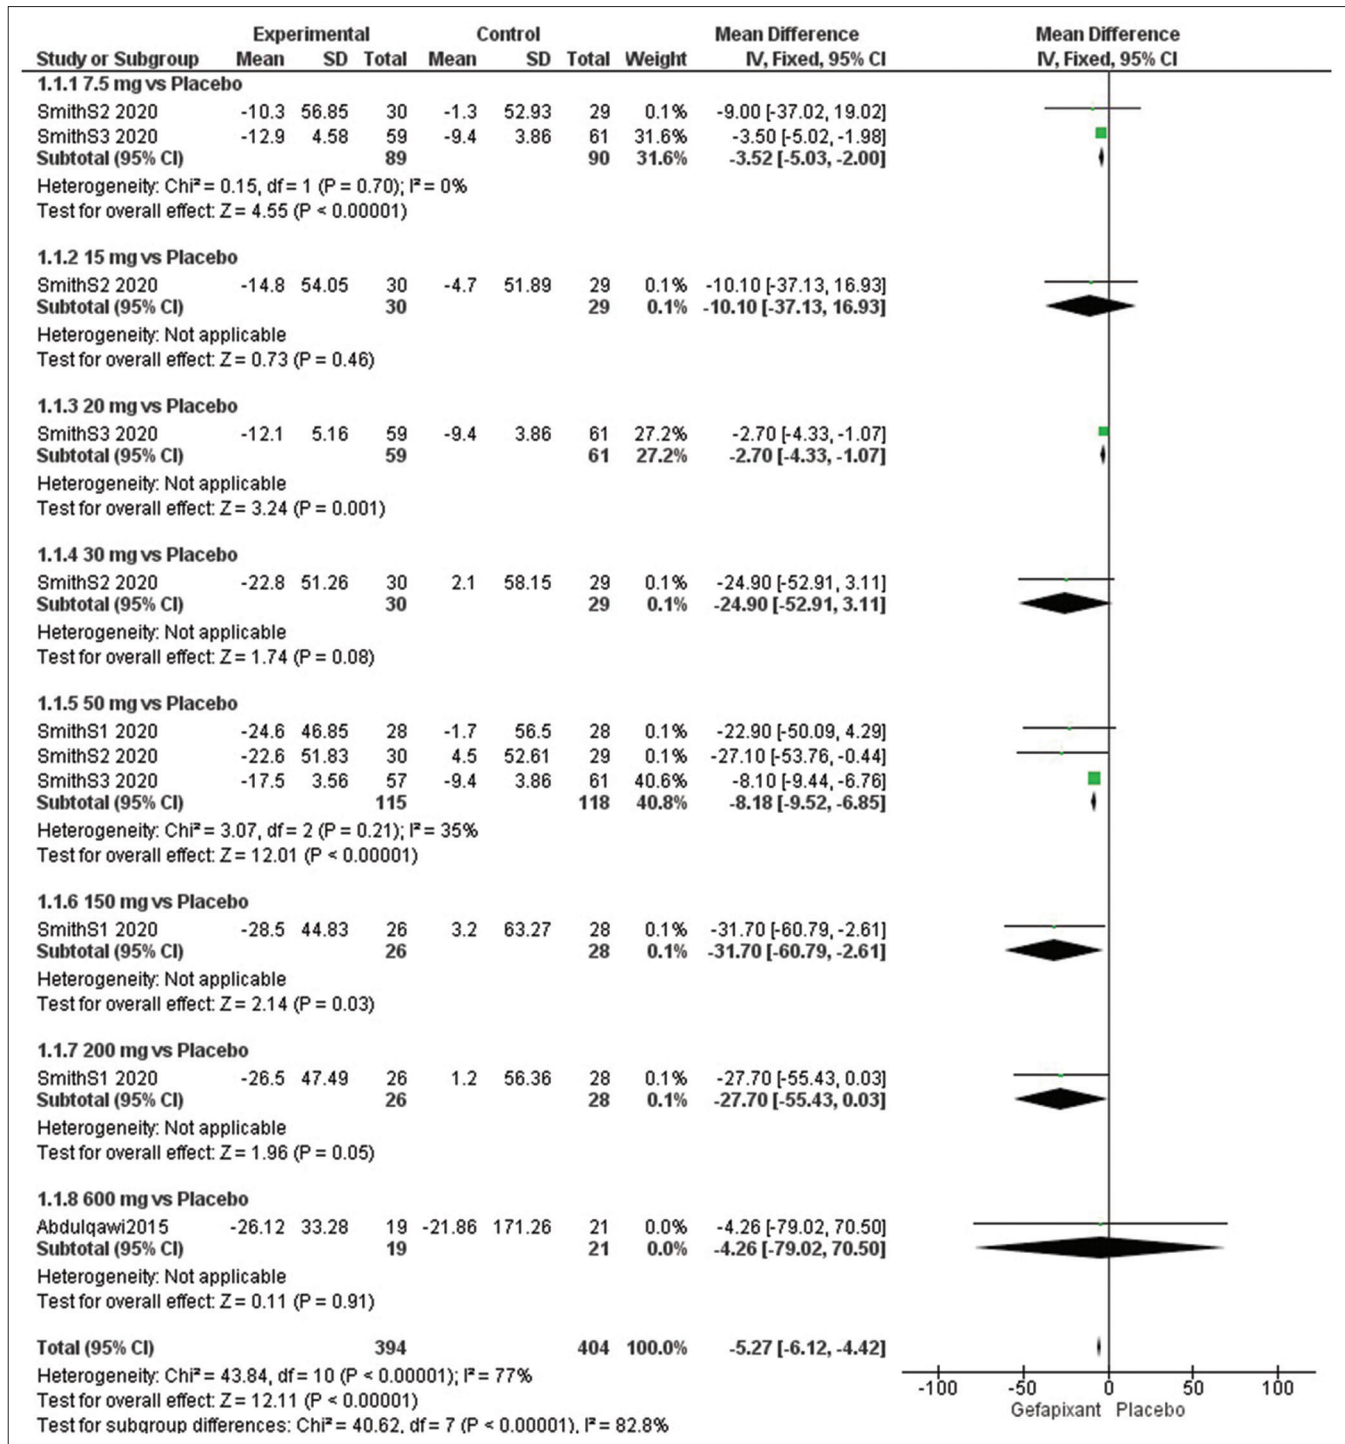 Experimental Control Mean Difference Mean Difference
Study or Subgroup Mean SD Total Mean SD Total Weight IV, Fixed, 95% CI IV, Fixed, 95% CI
1.1.1 7.5 mg vs Placebo
SmithS2 2020 -10.3 56.85 30 -1.3 52.93 29 0.1% -9.00 [-37.02, 19.02]
SmithS3 2020 -12.9 4.58 59 -9.4 3.86 61 31.6% -3.50 [-5.02, -1.98]
Subtotal (95% CI) 89 90 31.6% -3.52 [-5.03, -2.00]
Heterogeneity: Chi² = 0.15, df = 1 (P = 0.70); I² = 0%
Test for overall effect: Z = 4.55 (P < 0.00001)
1.1.2 15 mg vs Placebo
SmithS2 2020 -14.8 54.05 30 -4.7 51.89 29 0.1% -10.10 [-37.13, 16.93]
Subtotal (95% CI) 30 29 0.1% -10.10 [-37.13, 16.93]
Heterogeneity: Not applicable
Test for overall effect: Z = 0.73 (P = 0.46)
1.1.3 20 mg vs Placebo
SmithS3 2020 -12.1 5.16 59 -9.4 3.86 61 27.2% -2.70 [-4.33, -1.07]
Subtotal (95% CI) 59 61 27.2% -2.70 [-4.33, -1.07]
Heterogeneity: Not applicable
Test for overall effect: Z = 3.24 (P = 0.001)
1.1.4 30 mg vs Placebo
SmithS2 2020 -22.8 51.26 30 2.1 58.15 29 0.1% -24.90 [-52.91, 3.11]
Subtotal (95% CI) 30 29 0.1% -24.90 [-52.91, 3.11]
Heterogeneity: Not applicable
Test for overall effect: Z = 1.74 (P = 0.08)
1.1.5 50 mg vs Placebo
SmithS1 2020 -24.6 46.85 28 -1.7 56.5 28 0.1% -22.90 [-50.09, 4.29]
SmithS2 2020 -22.6 51.83 30 4.5 52.61 29 0.1% -27.10 [-53.76, -0.44]
SmithS3 2020 -17.5 3.56 57 -9.4 3.86 61 40.6% -8.10 [-9.44, -6.76]
Subtotal (95% CI) 115 118 40.8% -8.18 [-9.52, -6.85]
Heterogeneity: Chi² = 3.07, df = 2 (P = 0.21); I² = 35%
Test for overall effect: Z = 12.01 (P < 0.00001)
1.1.6 150 mg vs Placebo
SmithS1 2020 -28.5 44.83 26 3.2 63.27 28 0.1% -31.70 [-60.79, -2.61]
Subtotal (95% CI) 26 28 0.1% -31.70 [-60.79, -2.61]
Heterogeneity: Not applicable
Test for overall effect: Z = 2.14 (P = 0.03)
1.1.7 200 mg vs Placebo
SmithS1 2020 -26.5 47.49 26 1.2 56.36 28 0.1% -27.70 [-55.43, 0.03]
Subtotal (95% CI) 26 28 0.1% -27.70 [-55.43, 0.03]
Heterogeneity: Not applicable
Test for overall effect: Z = 1.96 (P = 0.05)
1.1.8 600 mg vs Placebo
Abdulqawi2015 -26.12 33.28 19 -21.86 171.26 21 0.0% -4.26 [-79.02, 70.50]
Subtotal (95% CI) 19 21 0.0% -4.26 [-79.02, 70.50]
Heterogeneity: Not applicable
Test for overall effect: Z = 0.11 (P = 0.91)
Total (95% CI) 394 404 100.0% -5.27 [-6.12, -4.42]
Heterogeneity: Chi² = 43.84, df = 10 (P < 0.00001); I² = 77%
Test for overall effect: Z = 12.11 (P < 0.00001)
Test for subgroup differences: Chi² = 40.62, df = 7 (P < 0.00001), I² = 82.8%
-100 -50 0 50 100
Gefapixant Placebo